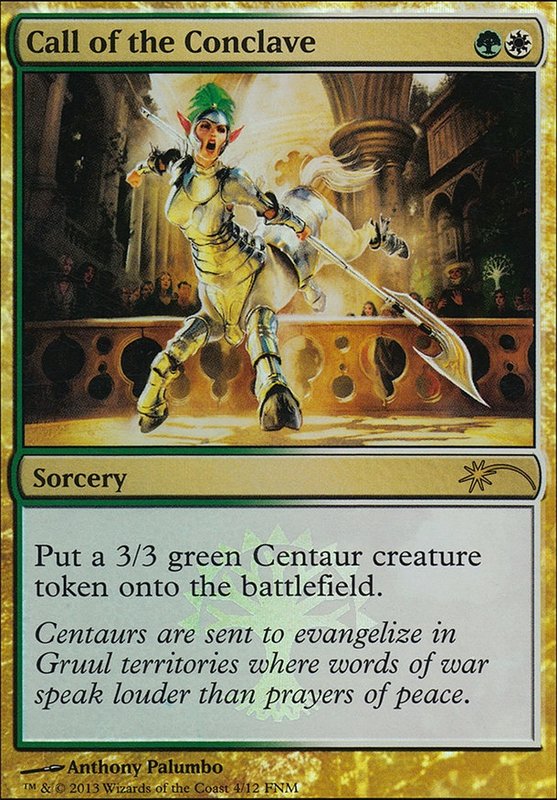 Call of the Conclave
Sorcery
Put a 3/3 green Centaur creature
token onto the battlefield.
Centaurs are sent to evangelize in
Gruul territories where words of war
speak louder than prayers of peace.
Anthony Palumbo
™ & © 2013 Wizards of the Coast 4/12 FNM